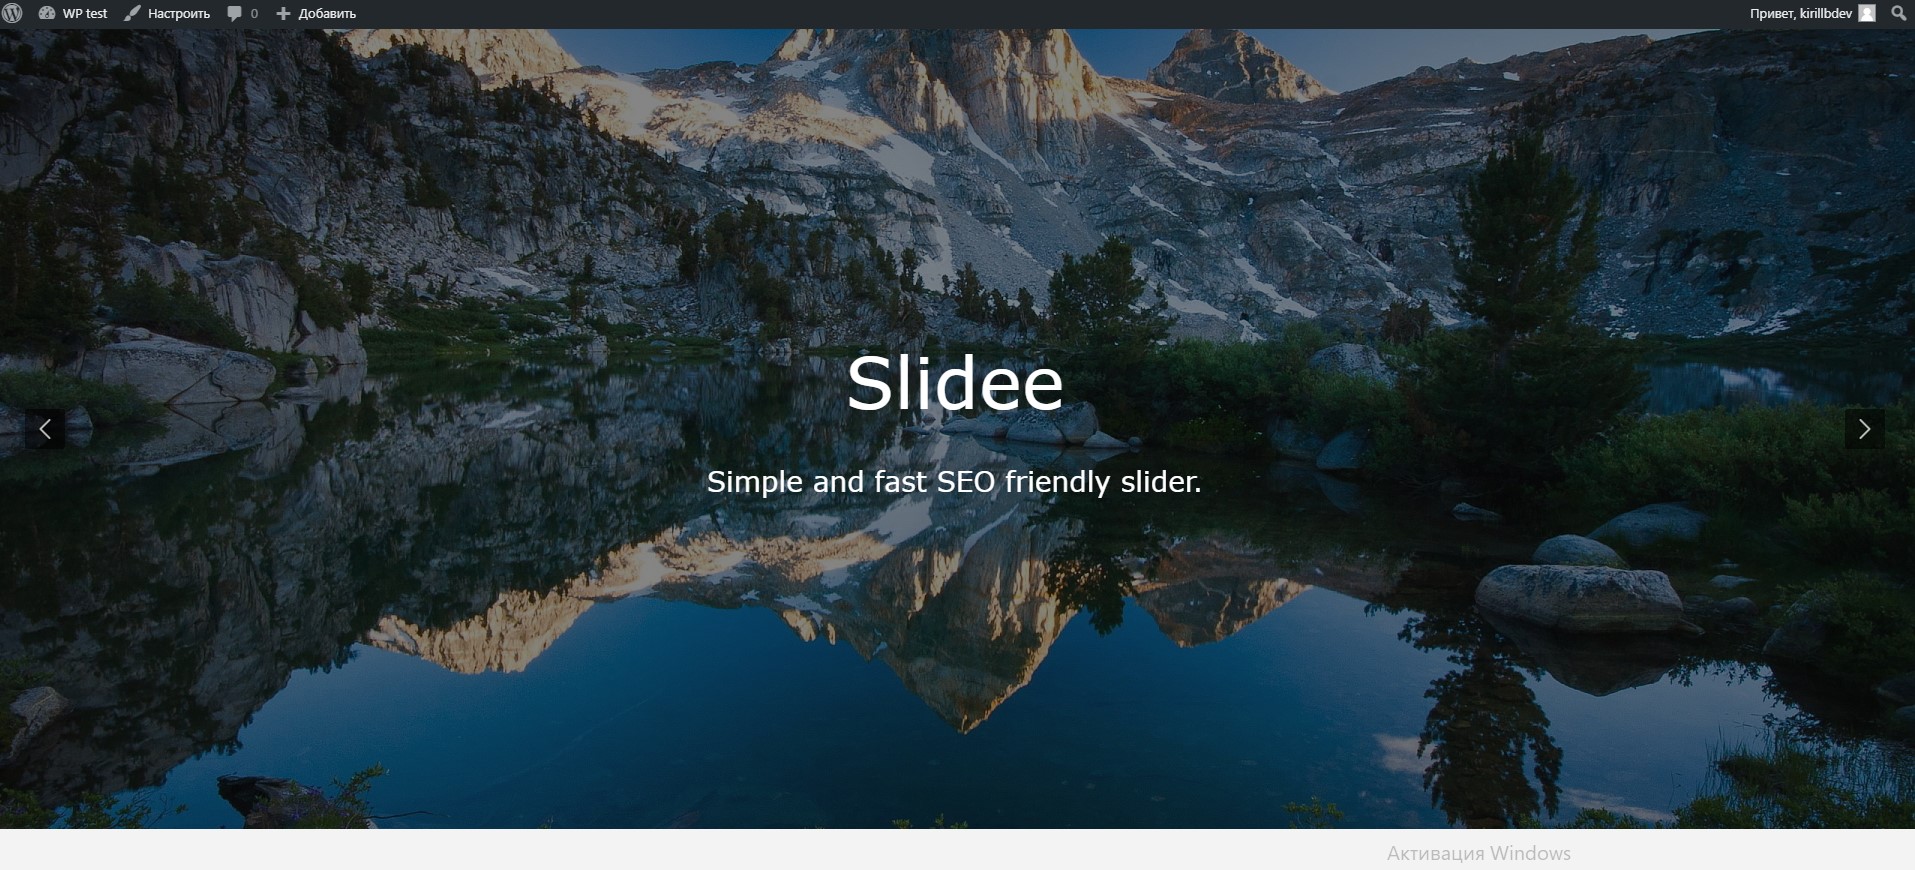 WP test Настроить 0 Добавить Привет, kirillbdev
Slidee
Simple and fast SEO friendly slider.
Активация Windows